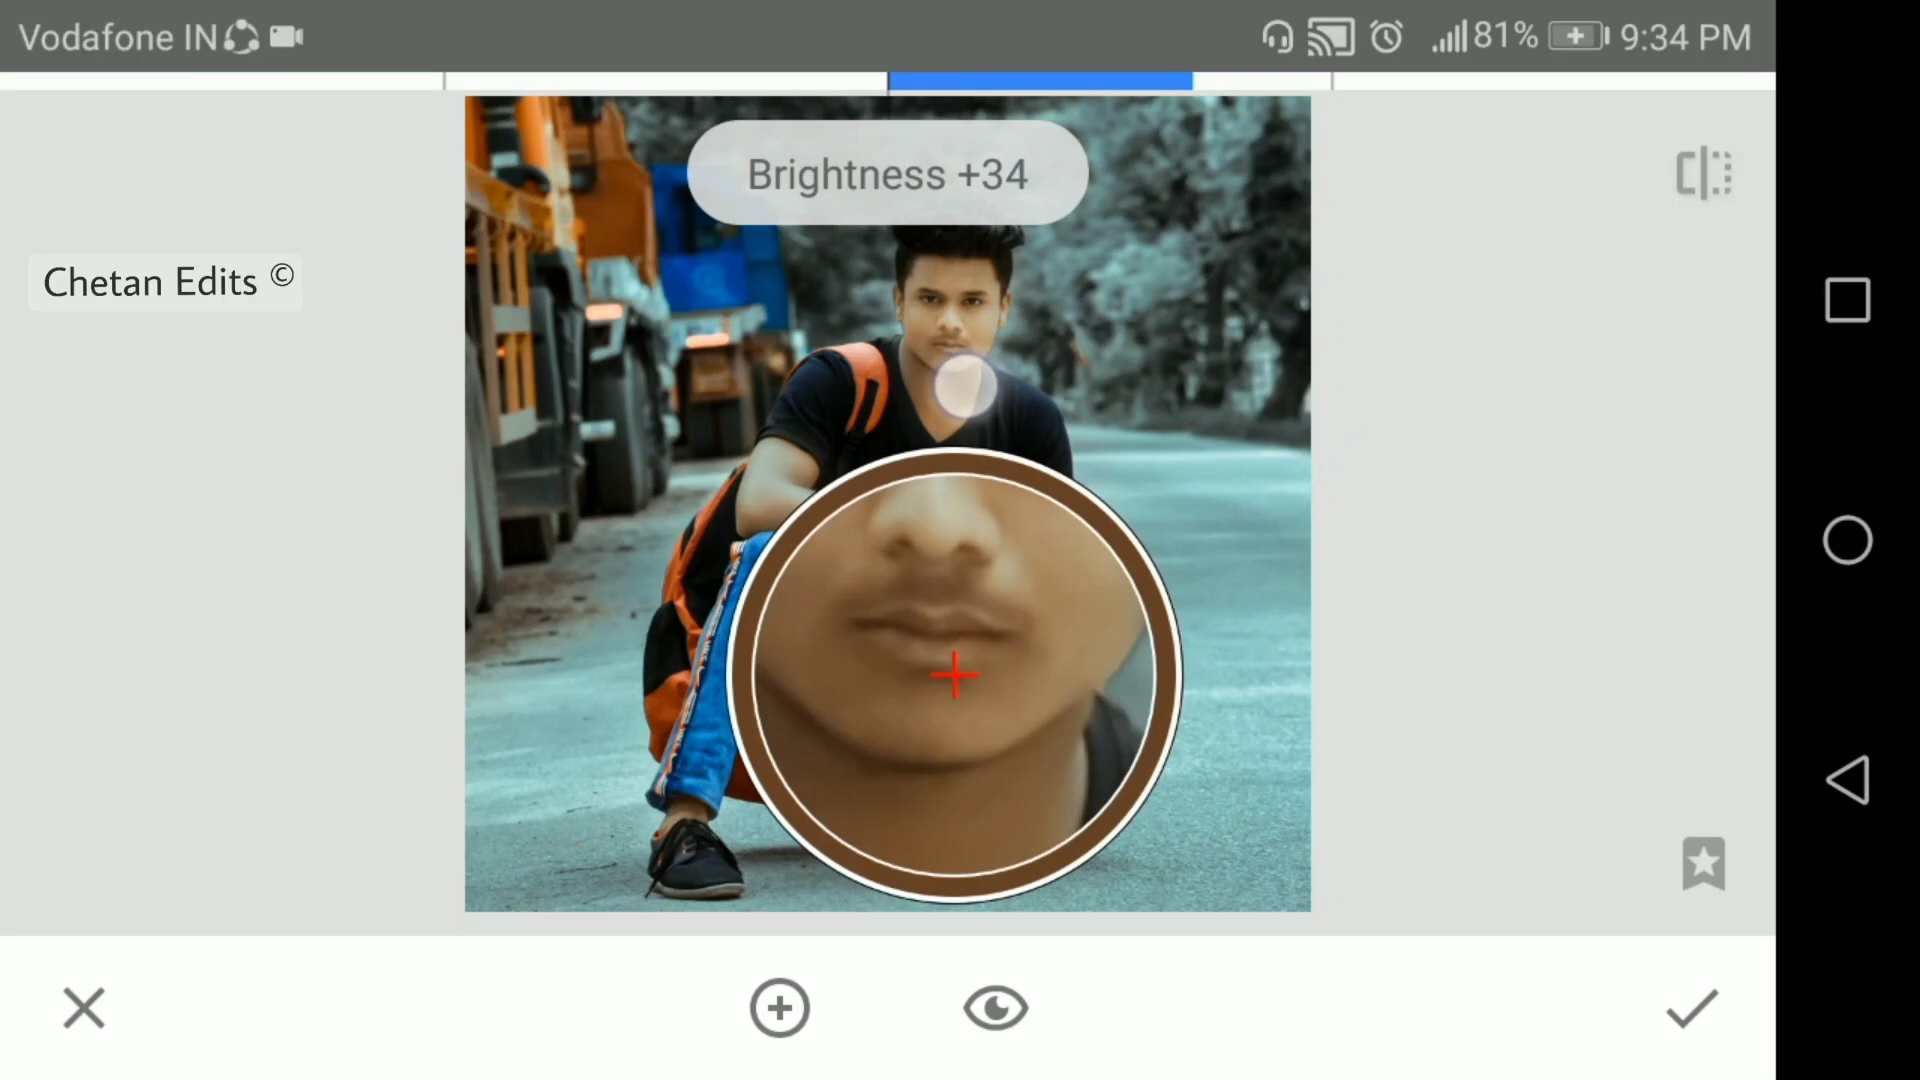 Vodafone IN
81%
9:34 PM
Brightness +34
Chetan Edits ©